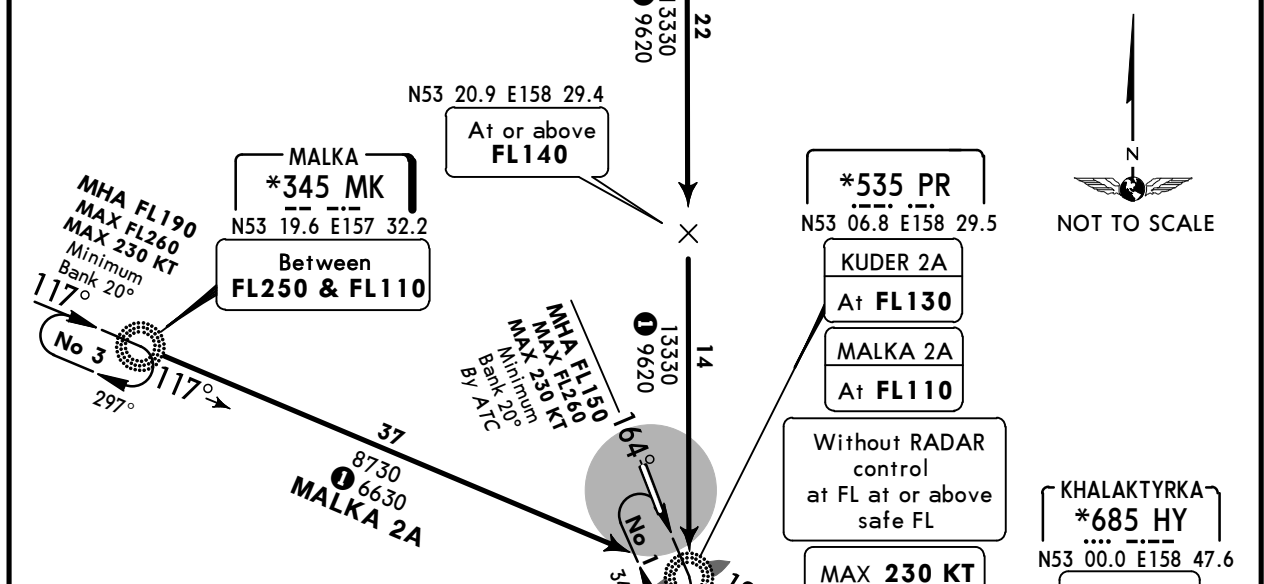 22
13330
9620
N53 20.9 E158 29.4
At or above
FL140
MALKA
*345 MK
N53 19.6 E157 32.2
Between
FL250 & FL110
MHA FL190
MAX FL260
MAX 230 KT
Minimum
Bank 20°
117°
No 3
297°
117°
37
8730
1 6630
MALKA 2A
MHA FL150
MAX FL260
MAX 230 KT
Minimum
Bank 20°
By ATC
164°
No 1
14
13330
1 9620
*535 PR
N53 06.8 E158 29.5
KUDER 2A
At FL130
MALKA 2A
At FL110
Without RADAR
control
at FL at or above
safe FL
MAX 230 KT
N
NOT TO SCALE
KHALAKTYRKA
*685 HY
N53 00.0 E158 47.6